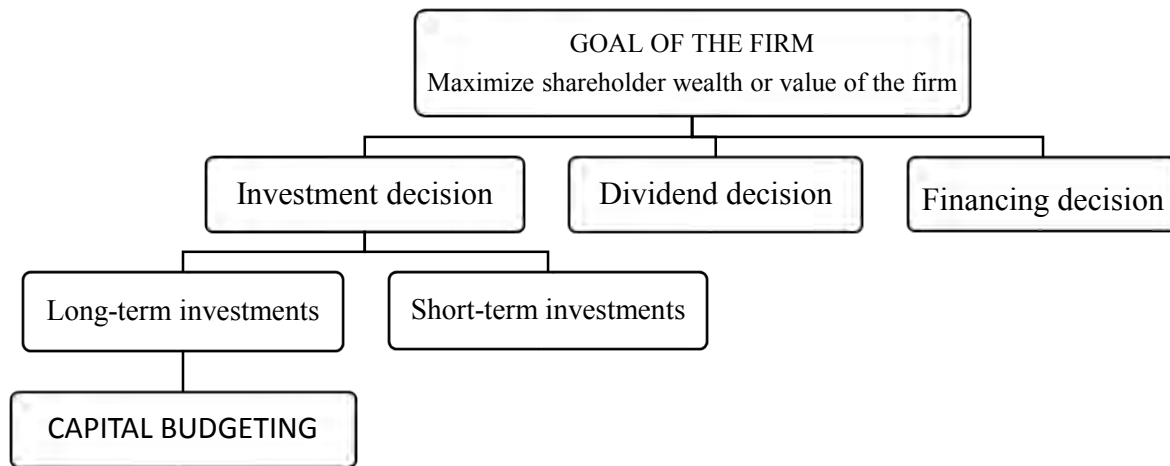 GOAL OF THE FIRM
Maximize shareholder wealth or value of the firm
Investment decision
Dividend decision
Financing decision
Long-term investments
Short-term investments
CAPITAL BUDGETING